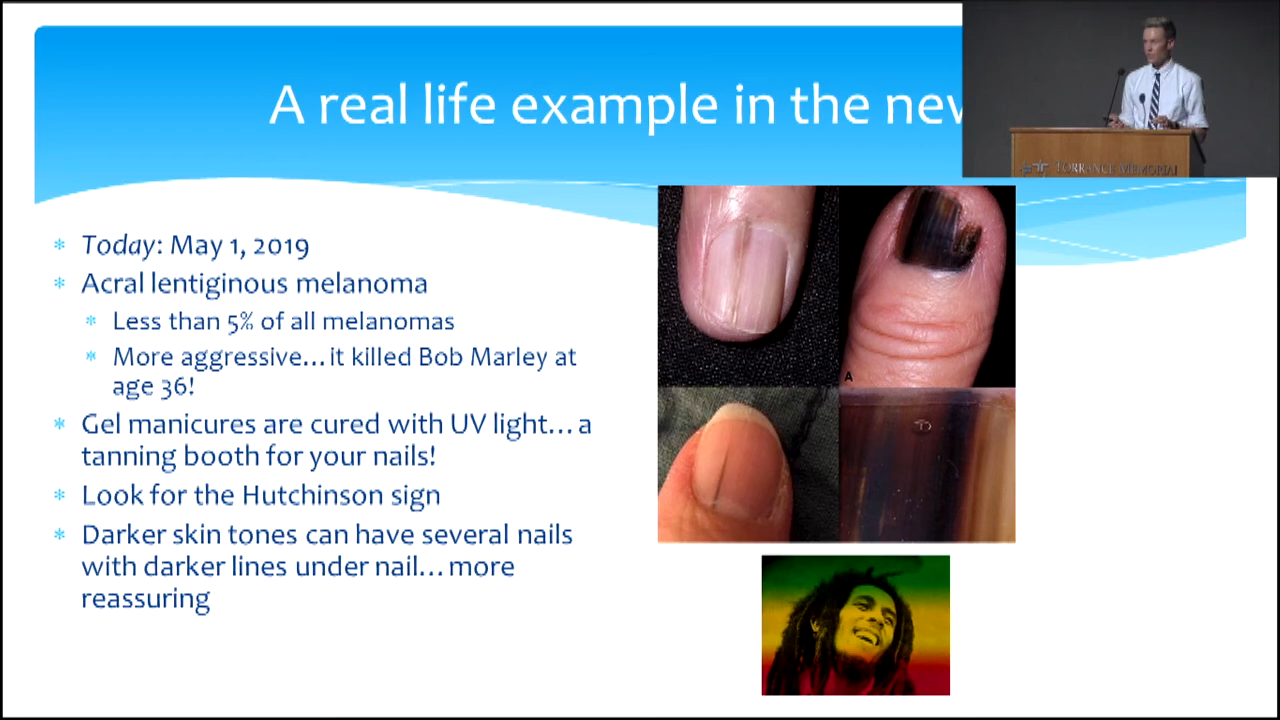 A real life example in the new
TORRANCE MEMORIAL
* Today: May 1, 2019
* Acral lentiginous melanoma
* Less than 5% of all melanomas
* More aggressive...it killed Bob Marley at
age 36!
* Gel manicures are cured with UV light...a
tanning booth for your nails!
* Look for the Hutchinson sign
* Darker skin tones can have several nails
with darker lines under nail...more
reassuring
A